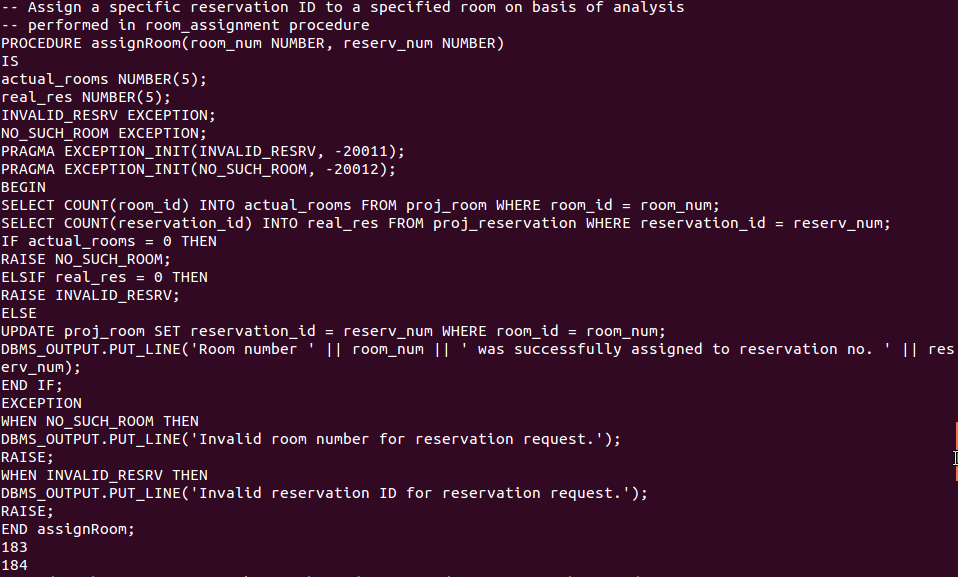 -- Assign a specific reservation ID to a specified room on basis of analysis
-- performed in room_assignment procedure
PROCEDURE assignRoom(room_num NUMBER, reserv_num NUMBER)
IS
actual_rooms NUMBER(5);
real_res NUMBER(5);
INVALID_RESRV EXCEPTION;
NO_SUCH_ROOM EXCEPTION;
PRAGMA EXCEPTION_INIT(INVALID_RESRV, -20011);
PRAGMA EXCEPTION_INIT(NO_SUCH_ROOM, -20012);
BEGIN
SELECT COUNT(room_id) INTO actual_rooms FROM proj_room WHERE room_id = room_num;
SELECT COUNT(reservation_id) INTO real_res FROM proj_reservation WHERE reservation_id = reserv_num;
IF actual_rooms = 0 THEN
RAISE NO_SUCH_ROOM;
ELSIF real_res = 0 THEN
RAISE INVALID_RESRV;
ELSE
UPDATE proj_room SET reservation_id = reserv_num WHERE room_id = room_num;
DBMS_OUTPUT.PUT_LINE('Room number ' || room_num || ' was successfully assigned to reservation no. ' || res
erv_num);
END IF;
EXCEPTION
WHEN NO_SUCH_ROOM THEN
DBMS_OUTPUT.PUT_LINE('Invalid room number for reservation request.');
RAISE;
WHEN INVALID_RESRV THEN
DBMS_OUTPUT.PUT_LINE('Invalid reservation ID for reservation request.');
RAISE;
END assignRoom;
183
184